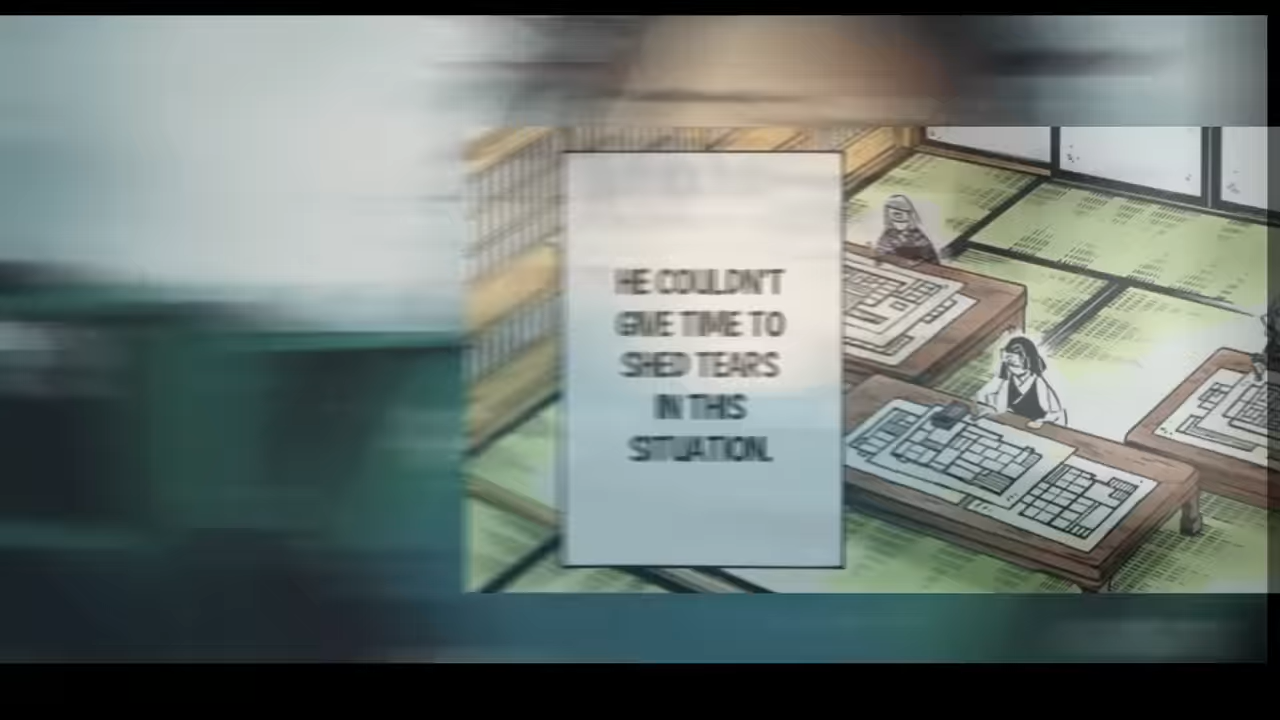 HE COULDN'T
GIVE TIME TO
SHED TEARS
IN THIS
SITUATION.